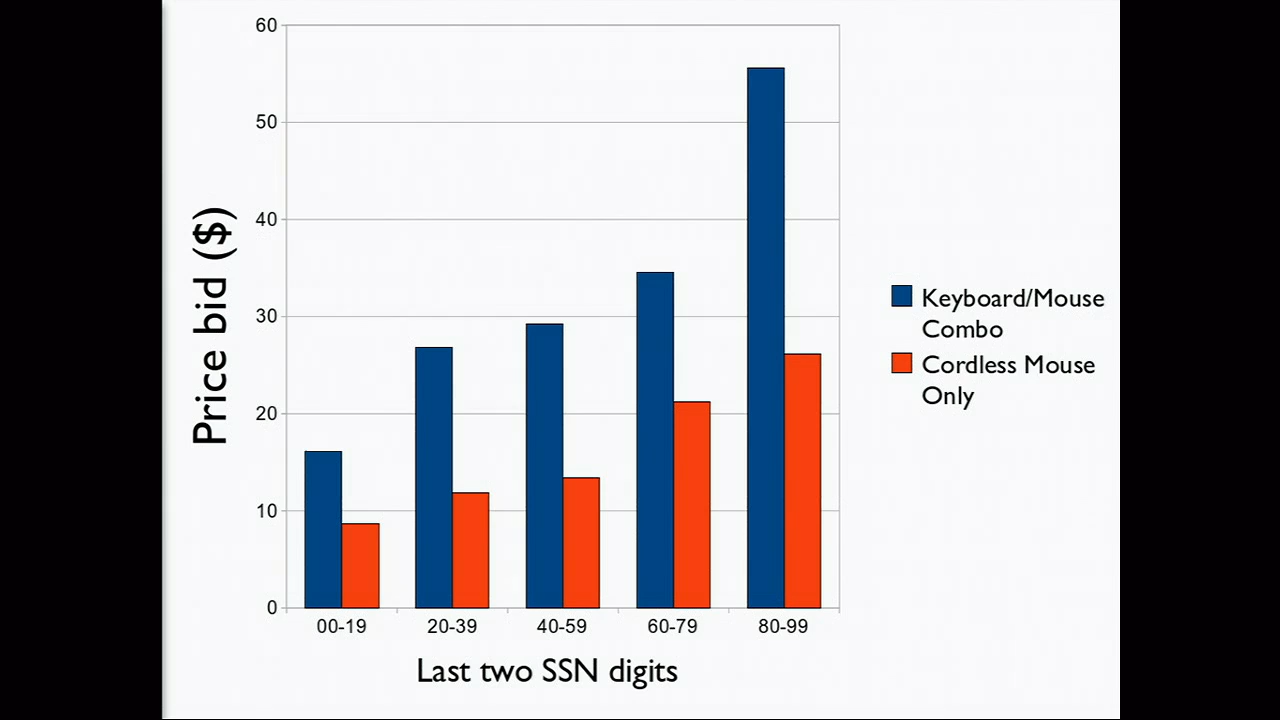 60
50
40
30
20
10
0
Price bid ($)
00-19 20-39 40-59 60-79 80-99
Last two SSN digits
Keyboard/Mouse
Combo
Cordless Mouse
Only